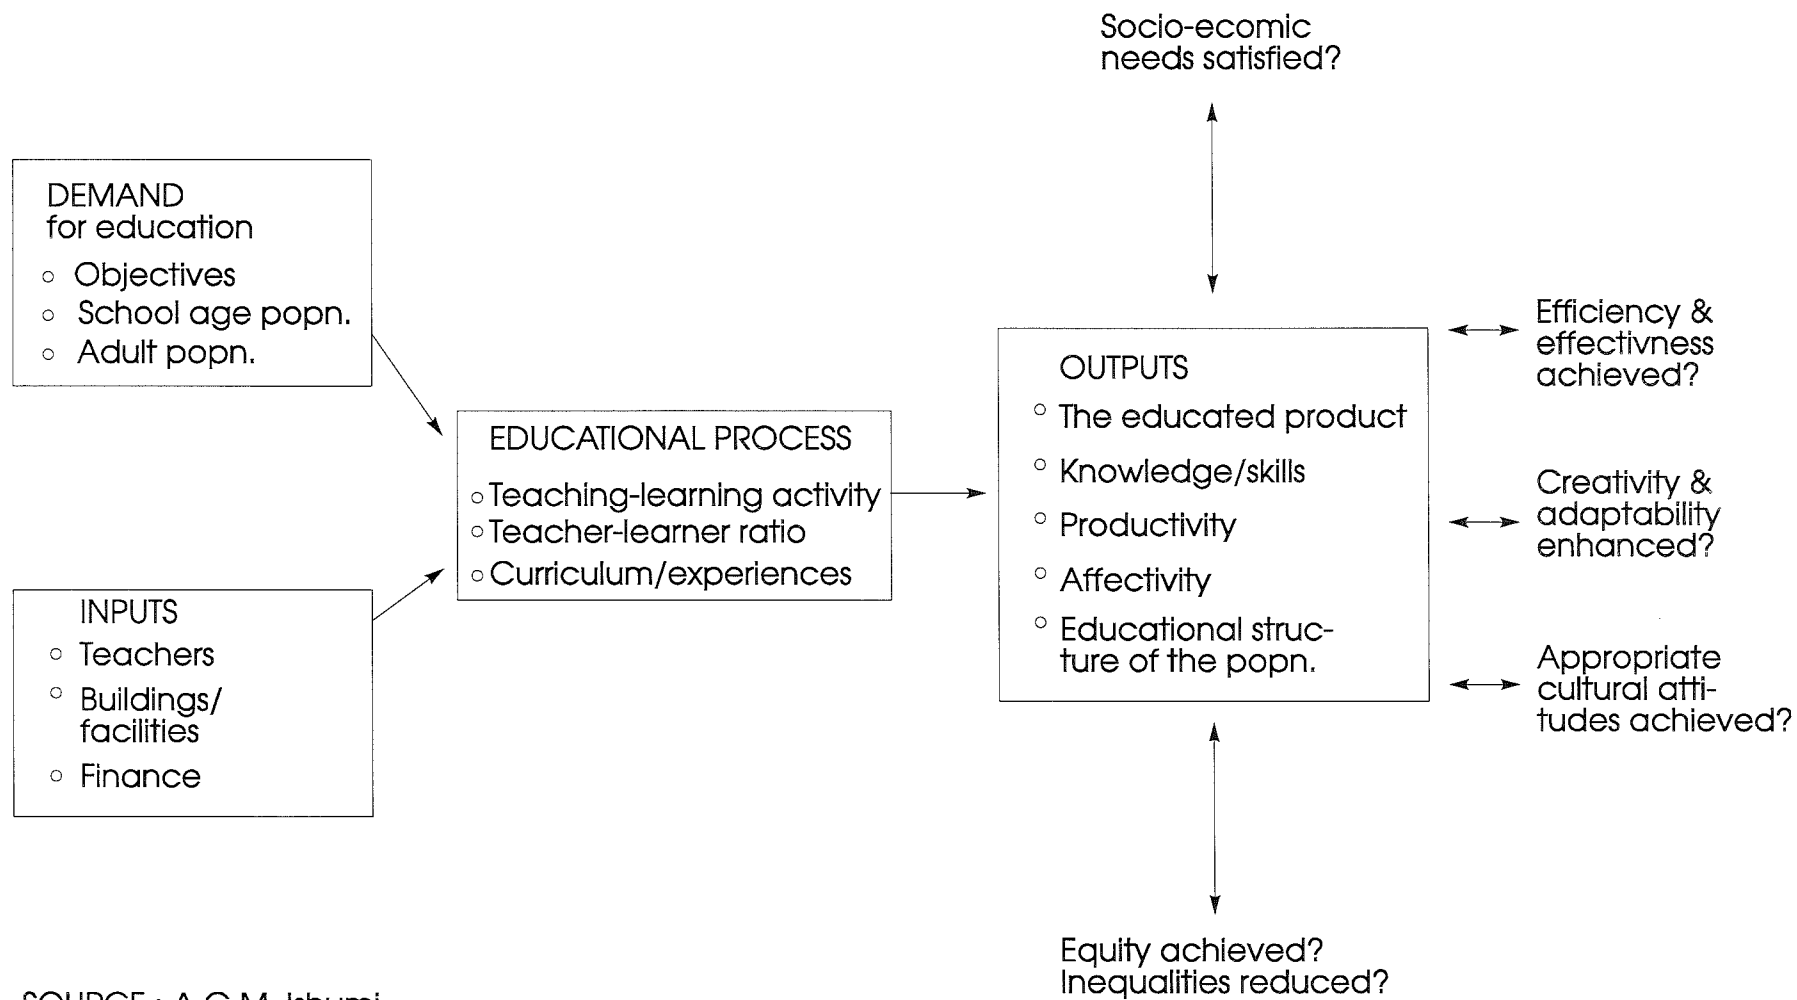 Socio-ecomic
needs satisfied?
DEMAND
for education
Objectives
School age popn.
Adult popn.
EDUCATIONAL PROCESS
Teaching-learning activity
Teacher-learner ratio
Curriculum/experiences
INPUTS
Teachers
Buildings/
facilities
Finance
OUTPUTS
The educated product
Knowledge/skills
Productivity
Affectivity
Educational struc-
ture of the popn.
Efficiency &
effectivness
achieved?
Creativity &
adaptability
enhanced?
Appropriate
cultural atti-
tudes achieved?
Equity achieved?
Inequalities reduced?
SOURCE : A.G.M. Ishumi